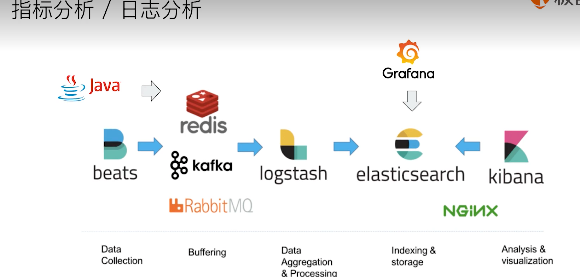 指标分析 / 日志分析
Java
Grafana
redis
beats
kafka
logstash
elasticsearch
kibana
RabbitMQ
NGINX
Data
Collection
Buffering
Data
Aggregation
& Processing
Indexing &
storage
Analysis &
visualization